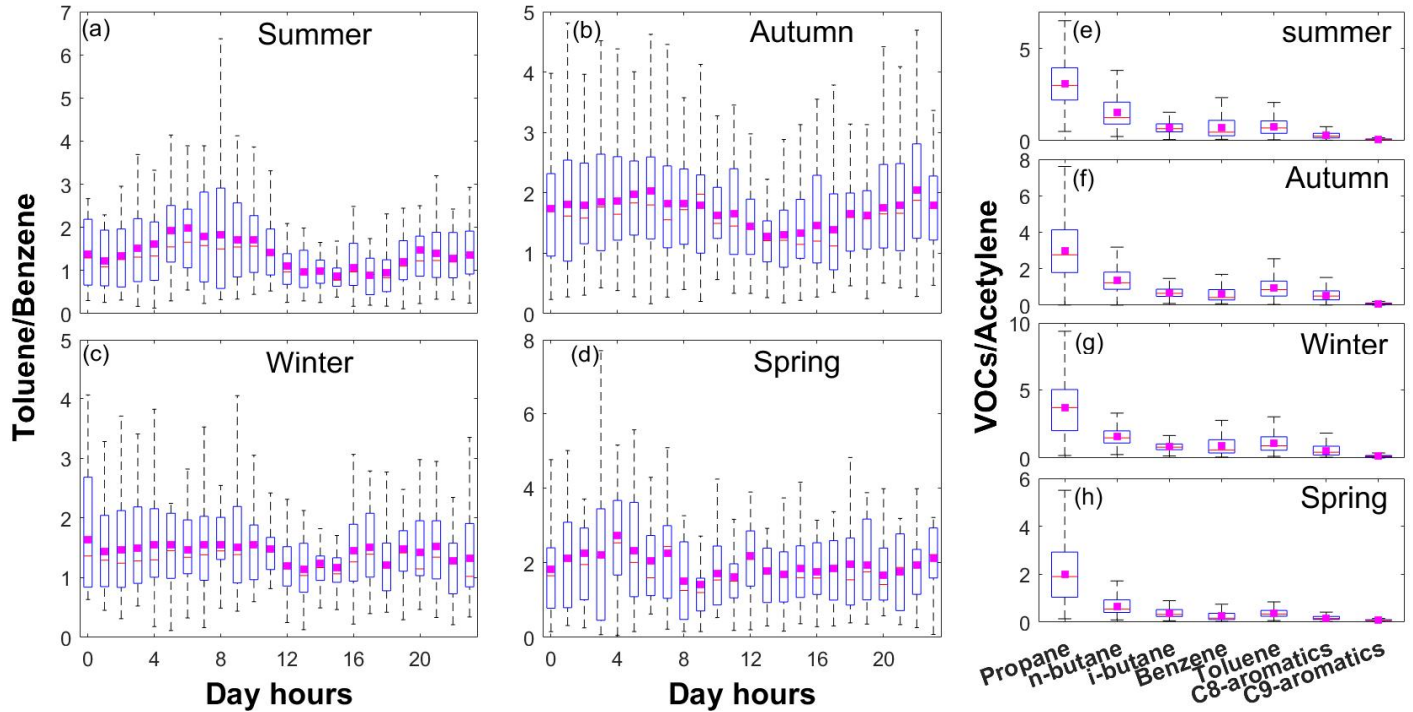 Toluene/Benzene
(a)
Summer
7
6
5
4
3
2
1
0
(b)
Autumn
5
4
3
2
1
0
(c)
Winter
5
4
3
2
1
0
0 4 8 12 16 20
Day hours
(d)
Spring
8
6
4
2
0
0 4 8 12 16 20
Day hours
VOCs/Acetylene
(e)
summer
5
0
(f)
Autumn
8
6
4
2
0
(g)
Winter
10
5
0
(h)
Spring
6
4
2
0
Propane
n-butane
i-butane
Benzene
Toluene
C8-aromatics
C9-aromatics